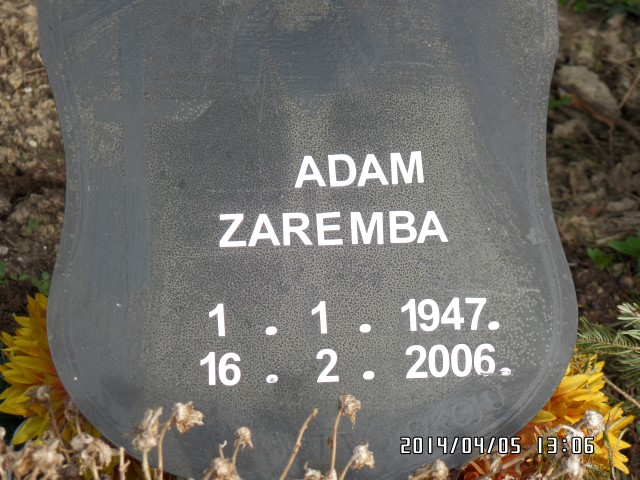 ADAM
ZAREMBA
1. 1. 1947.
16. 2. 2006.
2014/04/05 13:06